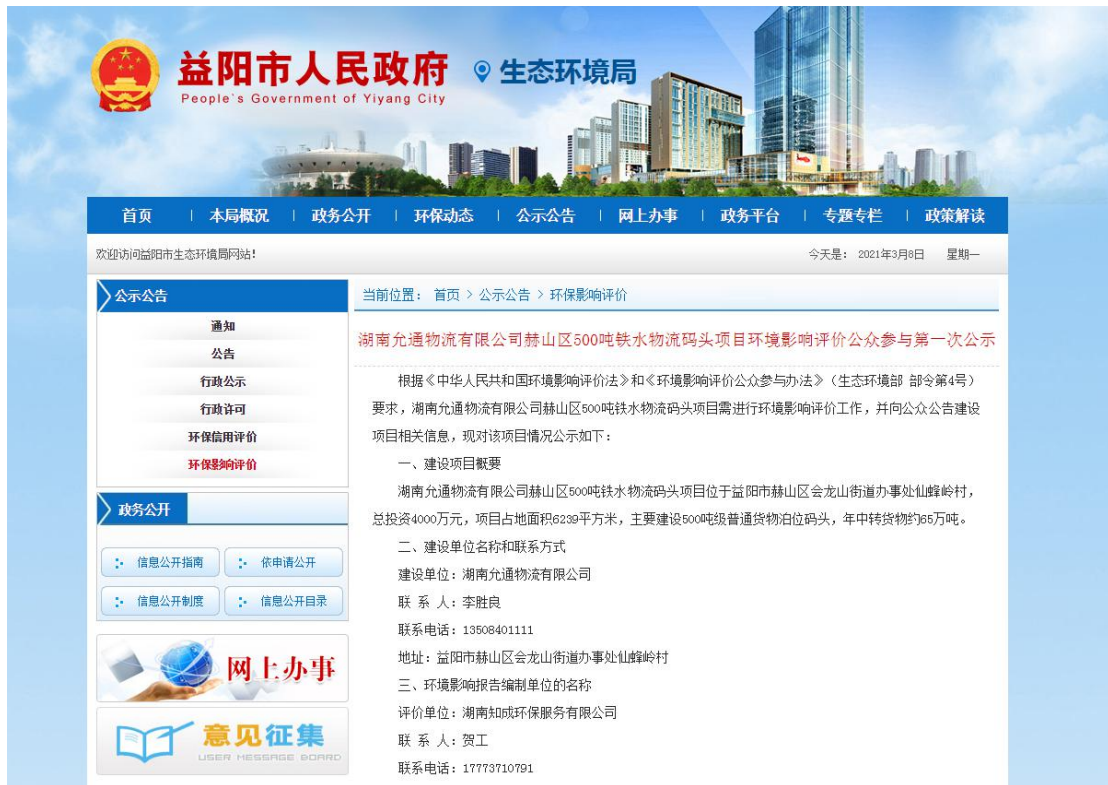 益阳市人民政府
People's Government of Yiyang City
生态环境局
首页 本局概况 政务公开 环保动态 公示公告 网上办事 政务平台 专题专栏 政策解读
欢迎访问益阳市生态环境局网站!
今天是: 2021年3月8日 星期一
公示公告
通知
公告
行政公示
行政许可
环保信用评价
环保影响评价
政务公开
信息公开指南
依申请公开
信息公开制度
信息公开目录
网上办事
意见征集
USER MESSAGE BOARD
当前位置: 首页 > 公示公告 > 环保影响评价
湖南允通物流有限公司赫山区500吨铁水物流码头项目环境影响评价公众参与第一次公示
根据《中华人民共和国环境影响评价法》和《环境影响评价公众参与办法》(生态环境部 部令第4号)
要求,湖南允通物流有限公司赫山区500吨铁水物流码头项目需进行环境影响评价工作,并向公众公告建设
项目相关信息,现对该项目情况公示如下:
一、建设项目概要
湖南允通物流有限公司赫山区500吨铁水物流码头项目位于益阳市赫山区会龙山街道办事处仙蜂岭村,
总投资4000万元,项目占地面积6239平方米,主要建设500吨级普通货物泊位码头,年中转货物约65万吨。
二、建设单位名称和联系方式
建设单位:湖南允通物流有限公司
联 系 人:李胜良
联系电话:13508401111
地址:益阳市赫山区会龙山街道办事处仙蜂岭村
三、环境影响报告编制单位的名称
评价单位:湖南知成环保服务有限公司
联 系 人:贺工
联系电话:17773710791